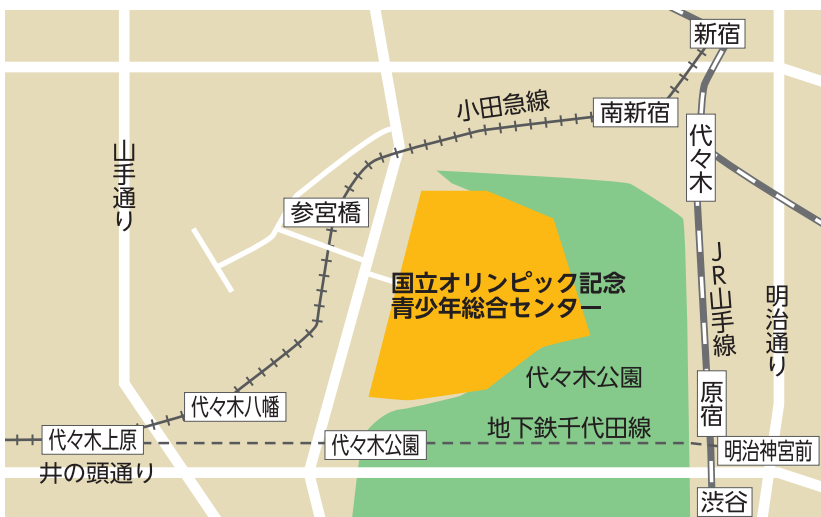 新宿
小田急線
南新宿
代々木
山手通り
参宮橋
JR山手線
国立オリンピック記念
青少年総合センター
明治通り
代々木公園
原宿
代々木八幡
地下鉄千代田線
代々木上原
代々木公園
明治神宮前
井の頭通り
渋谷